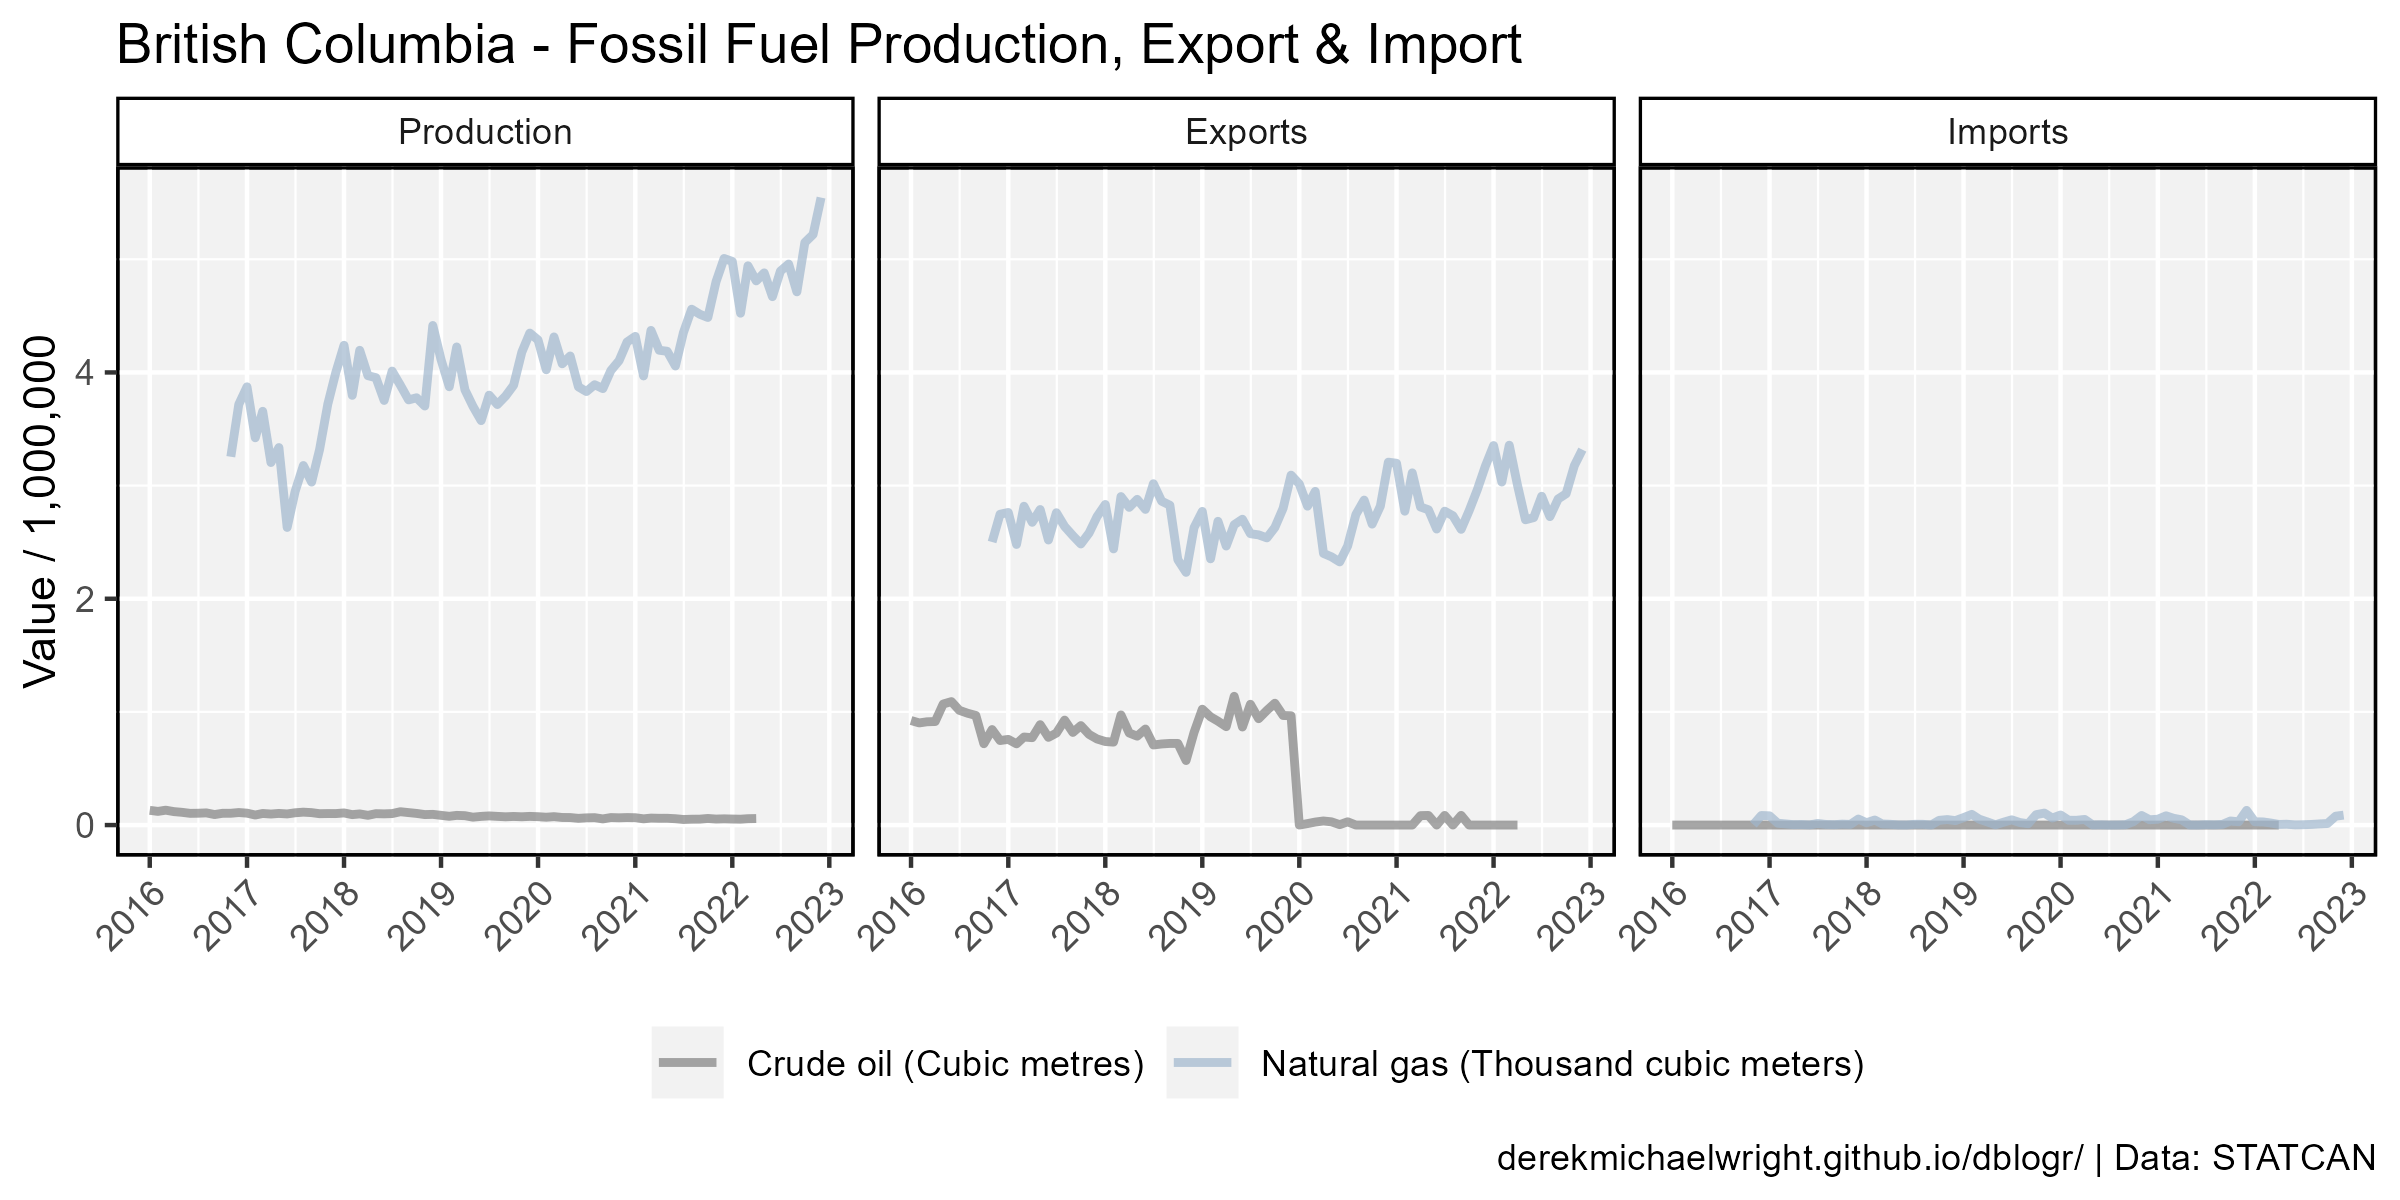 British Columbia - Fossil Fuel Production, Export & Import
Production
Exports
Imports
Value / 1,000,000
4
2
0
2016 2017 2018 2019 2020 2021 2022 2023
2016 2017 2018 2019 2020 2021 2022 2023
2016 2017 2018 2019 2020 2021 2022 2023
Crude oil (Cubic metres)
Natural gas (Thousand cubic meters)
derekmichaelwright.github.io/dblogr/ | Data: STATCAN